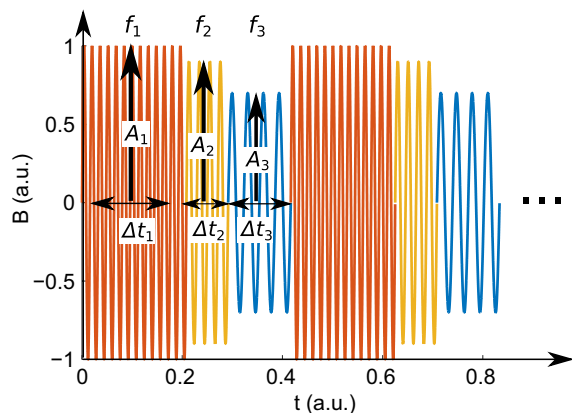 f₁ f₂ f₃
1
0.5
A₁ A₂ A₃
B (a.u.)
0
Δt₁ Δt₂ Δt₃
−0.5
−1
0 0.2 0.4 0.6 0.8
t (a.u.)